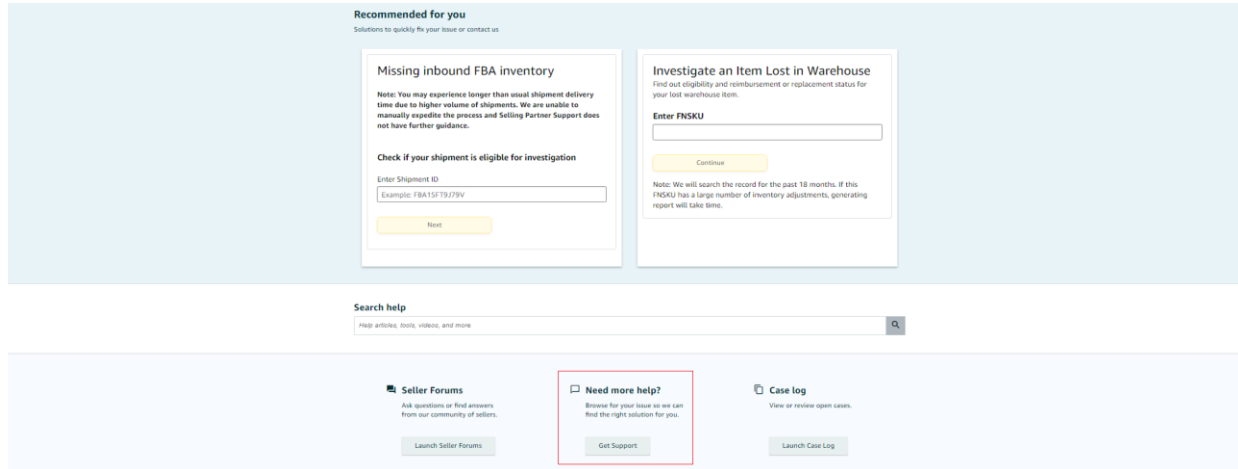 Recommended for you
Solutions to quickly fix your issue or contact us
Missing inbound FBA inventory
Note: You may experience longer than usual shipment delivery
time due to higher volume of shipments. We are unable to
manually expedite the process and Selling Partner Support does
not have further guidance.
Check if your shipment is eligible for investigation
Enter Shipment ID
Example: FBA15FT9J79V
Next
Investigate an Item Lost in Warehouse
Find out eligibility and reimbursement or replacement status for
your lost warehouse item.
Enter FNSKU
Continue
Note: We will search the record for the past 18 months. If this
FNSKU has a large number of inventory adjustments, generating
report will take time.
Search help
Help articles, tools, videos, and more
Seller Forums
Ask questions or find answers
from our community of sellers.
Launch Seller Forums
Need more help?
Browse for your issue so we can
find the right solution for you.
Get Support
Case log
View or review open cases.
Launch Case Log